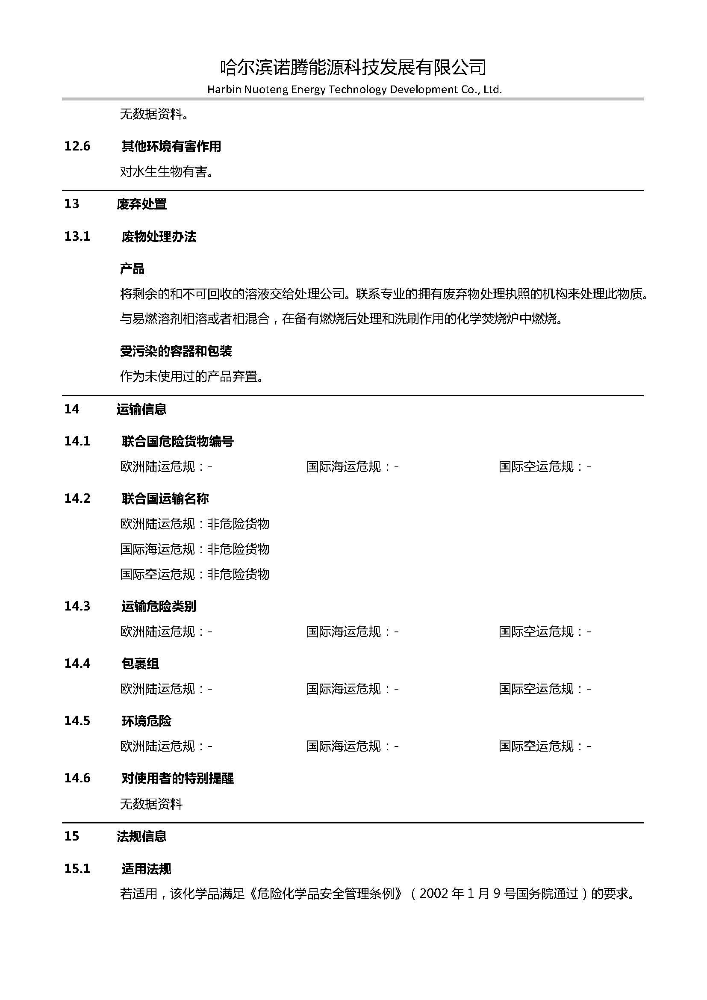 哈尔滨诺腾能源科技发展有限公司
Harbin Nuoteng Energy Technology Development Co., Ltd.
无数据资料。
12.6 其他环境有害作用
对水生生物有害。
13 废弃处置
13.1 废物处理办法
产品
将剩余的和不可回收的溶液交给处理公司。联系专业的拥有废弃物处理执照的机构来处理此物质。
与易燃溶剂相溶或者相混合，在备有燃烧后处理和洗刷作用的化学焚烧炉中燃烧。
受污染的容器和包装
作为未使用过的产品弃置。
14 运输信息
14.1 联合国危险货物编号
欧洲陆运危规：- 国际海运危规：- 国际空运危规：-
14.2 联合国运输名称
欧洲陆运危规：非危险货物
国际海运危规：非危险货物
国际空运危规：非危险货物
14.3 运输危险类别
欧洲陆运危规：- 国际海运危规：- 国际空运危规：-
14.4 包裹组
欧洲陆运危规：- 国际海运危规：- 国际空运危规：-
14.5 环境危险
欧洲陆运危规：- 国际海运危规：- 国际空运危规：-
14.6 对使用者的特别提醒
无数据资料
15 法规信息
15.1 适用法规
若适用，该化学品满足《危险化学品安全管理条例》（2002 年 1 月 9 号国务院通过）的要求。